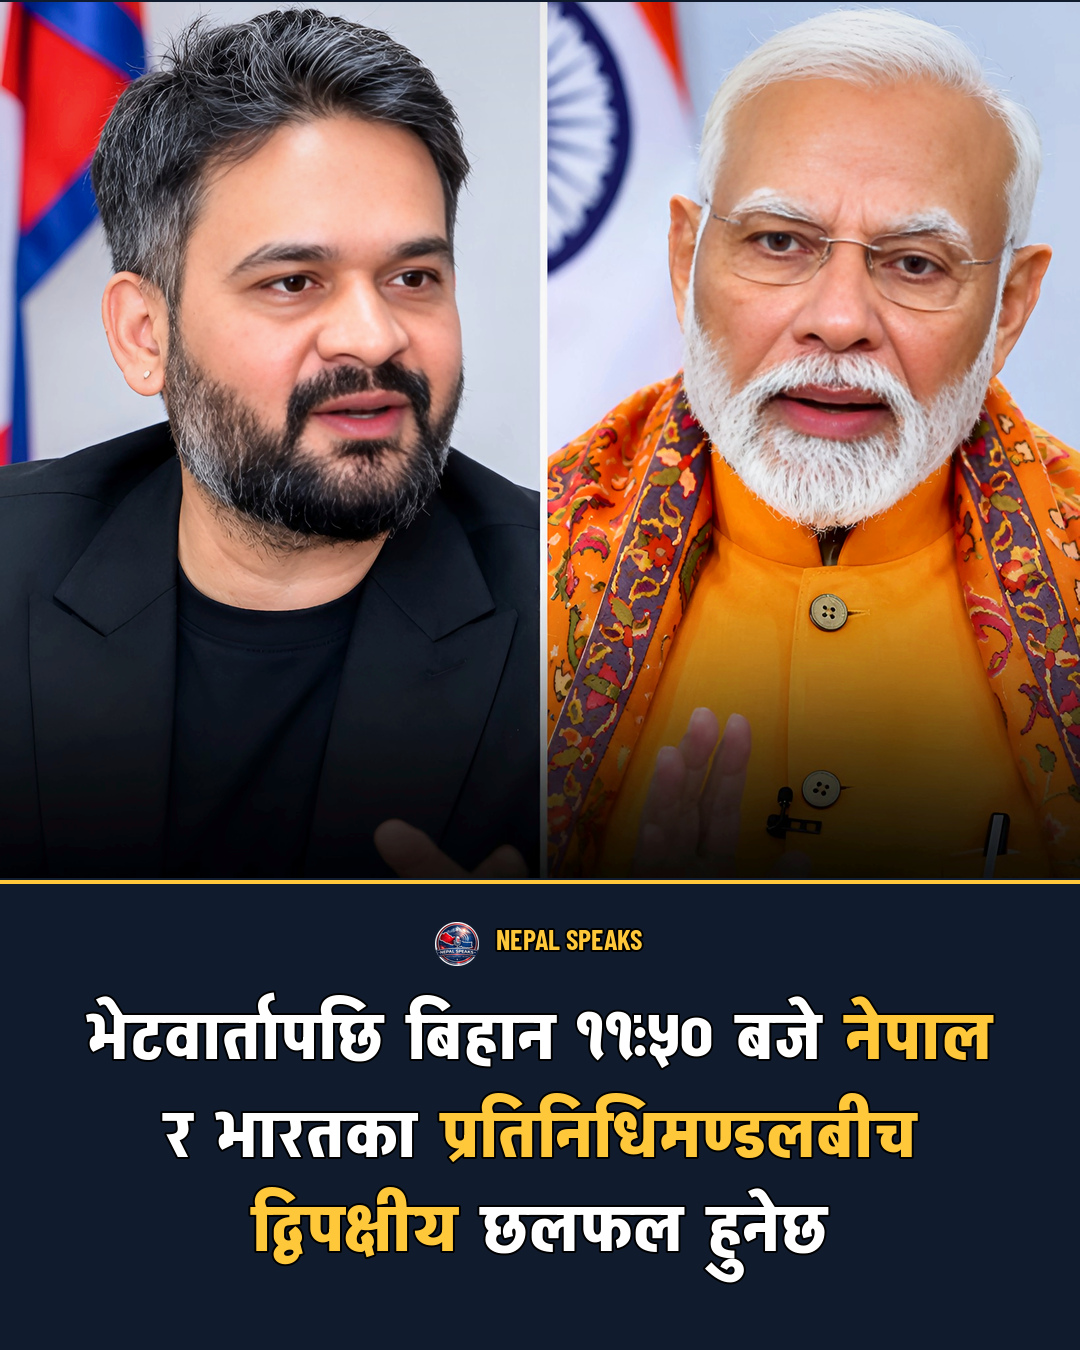 NEPAL SPEAKS
भेटवार्तापछि बिहान ११ः५० बजे नेपाल
र भारतका प्रतिनिधिमण्डलबीच
द्विपक्षीय छलफल हुनेछ